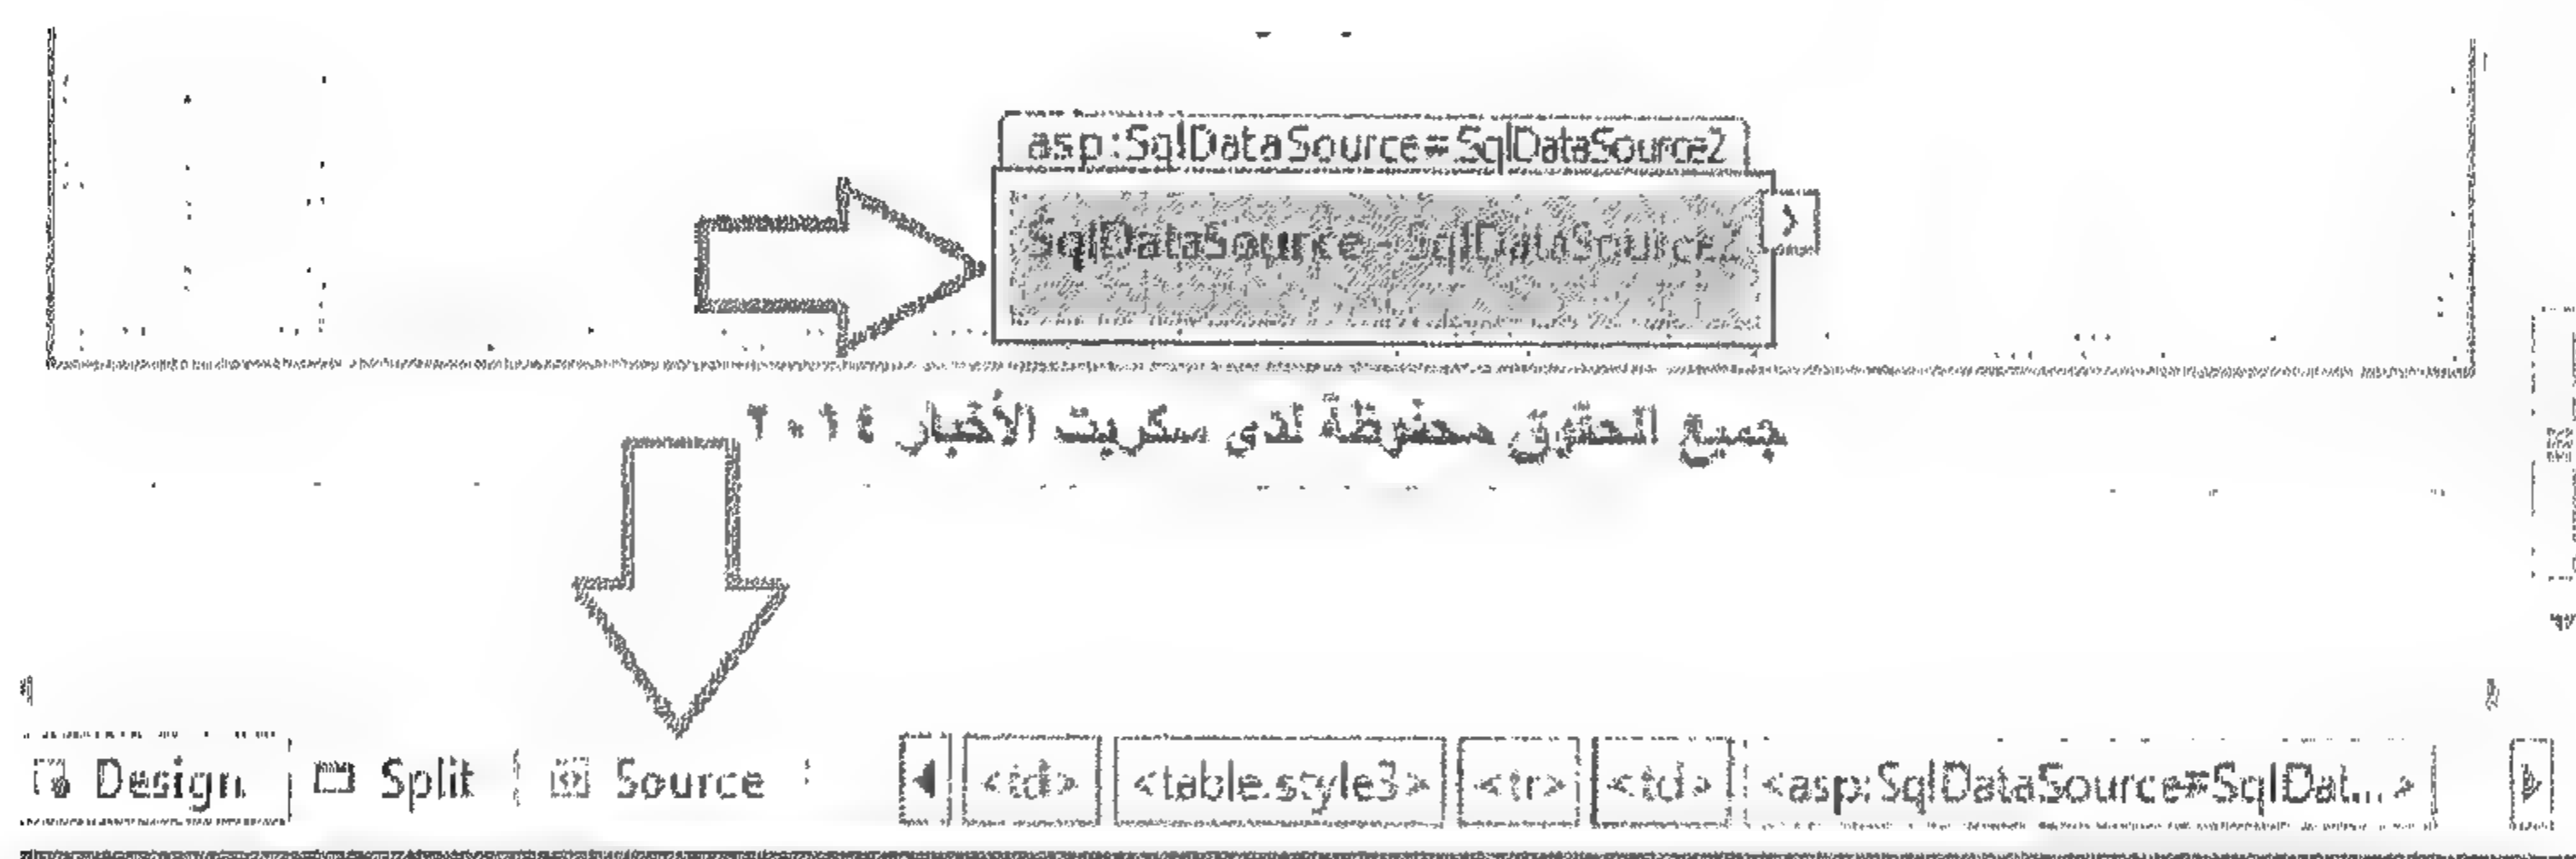 asp:SqlDataSource#SqlDataSource2
SqlDataSource - SqlDataSource2
جميع الحقوق محفوظة لدى سكربت الأخبار ٢٠١٤
Design Split Source <td> <table.style3> <tr> <td> <asp:SqlDataSource#SqlDat...>